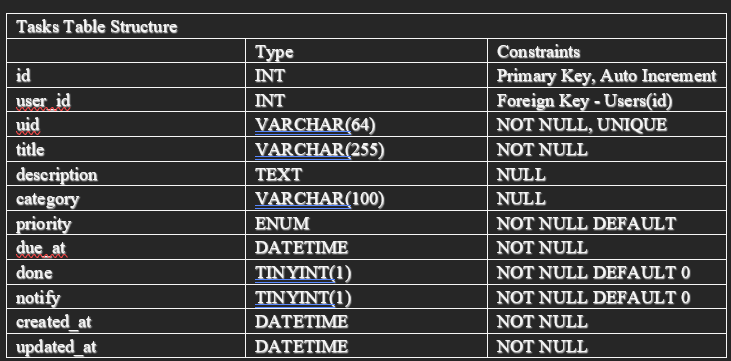 Tasks Table Structure
Type Constraints
id INT Primary Key, Auto Increment
user_id INT Foreign Key - Users(id)
uid VARCHAR(64) NOT NULL, UNIQUE
title VARCHAR(255) NOT NULL
description TEXT NULL
category VARCHAR(100) NULL
priority ENUM NOT NULL DEFAULT
due_at DATETIME NOT NULL
done TINYINT(1) NOT NULL DEFAULT 0
notify TINYINT(1) NOT NULL DEFAULT 0
created_at DATETIME NOT NULL
updated_at DATETIME NOT NULL